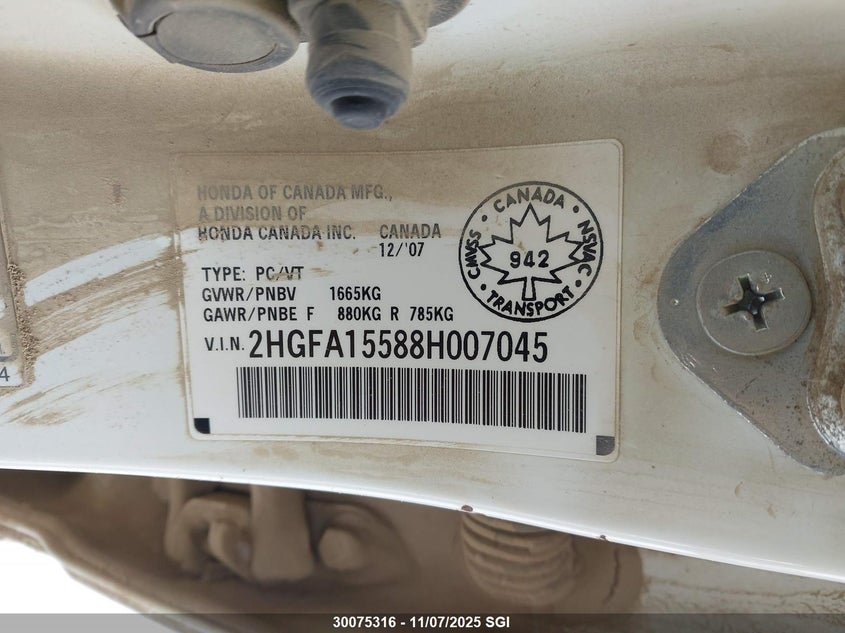 HONDA OF CANADA MFG.,
A DIVISION OF
HONDA CANADA INC. CANADA
12/'07
TYPE: PC/VT
GVWR/PNBV 1665KG
GAWR/PNBE F 880KG R 785KG
V.I.N. 2HGFA15588H007045
CANADA
CMVSS
NSVAC
942
TRANSPORT
4
30075316 - 11/07/2025 SGI